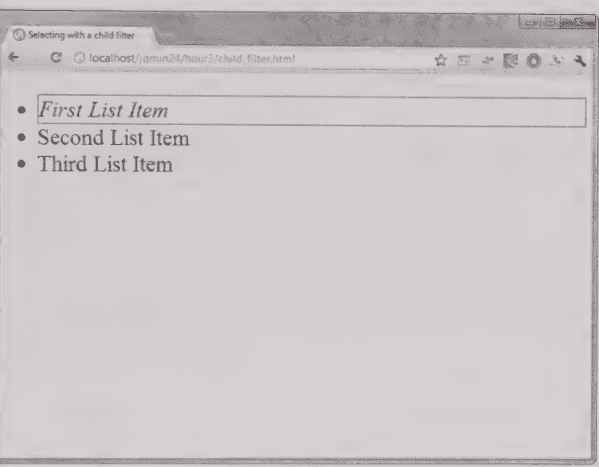 Selecting with a child filter
localhost/jqmin24/hour3/child_filter.html
First List Item
Second List Item
Third List Item